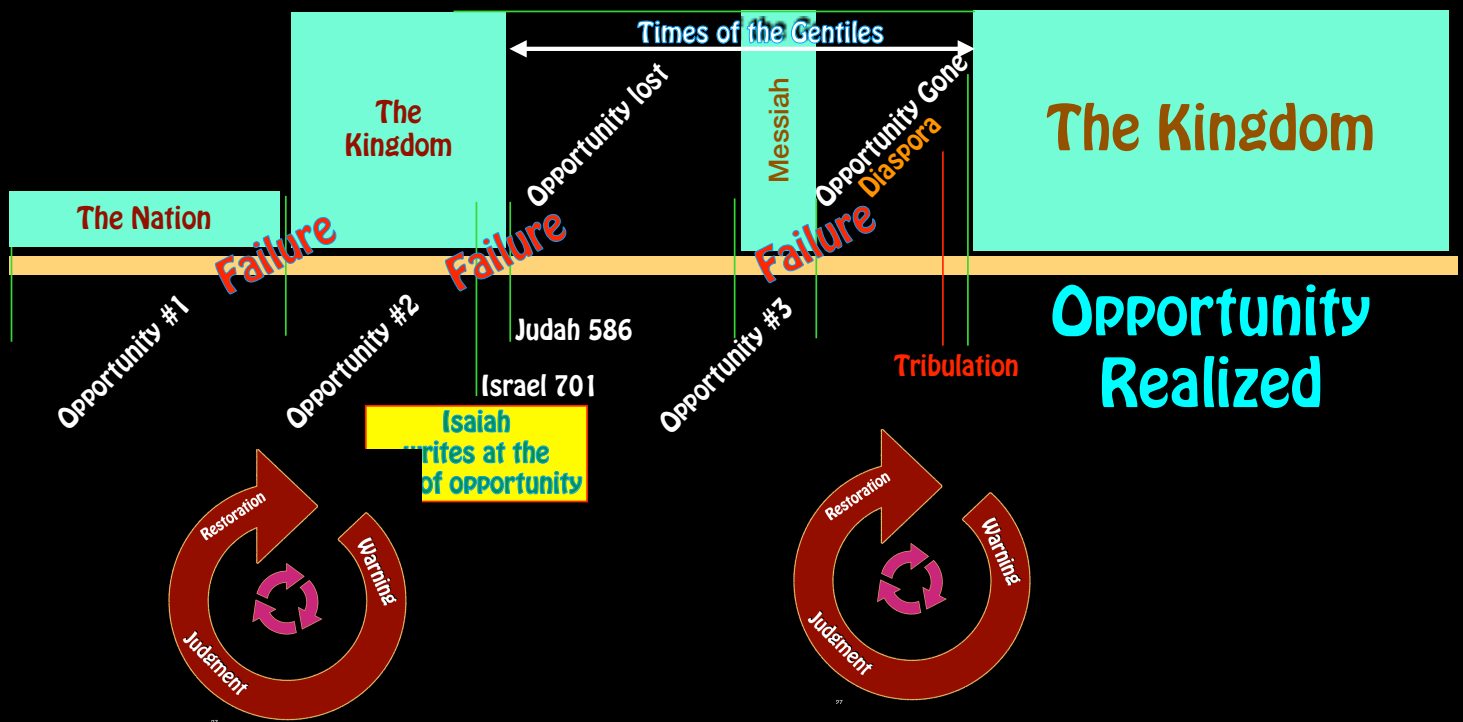 Times of the Gentiles
The
Kingdom
The Nation
Messiah
The Kingdom
Opportunity lost
Opportunity Gone
Diaspora
Failure
Failure
Failure
Opportunity #1
Opportunity #2
Opportunity #3
Judah 586
Israel 701
Tribulation
Opportunity
Realized
Isaiah
writes at the
of opportunity
Restoration
Warning
Judgment
Restoration
Warning
Judgment